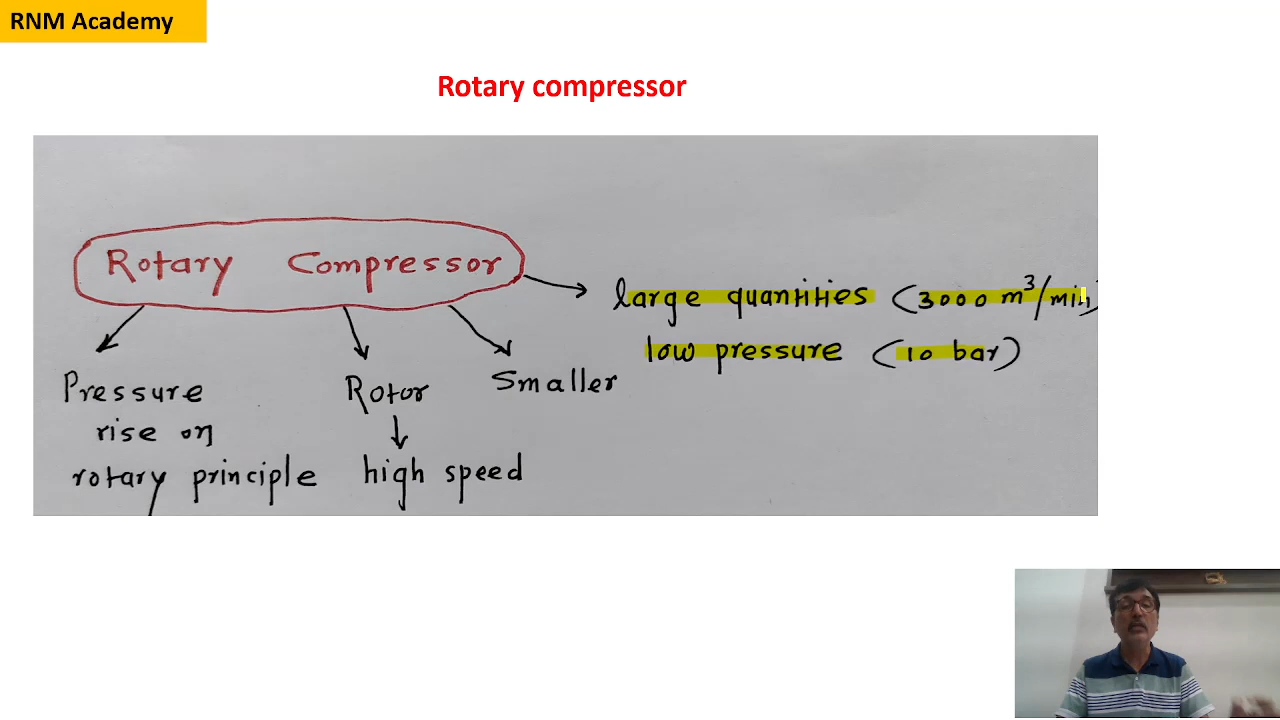 RNM Academy
Rotary compressor
Rotary Compressor
large quantities (3000 m³/min)
low pressure (10 bar)
Pressure
rise on
rotary principle
Rotor
high speed
Smaller